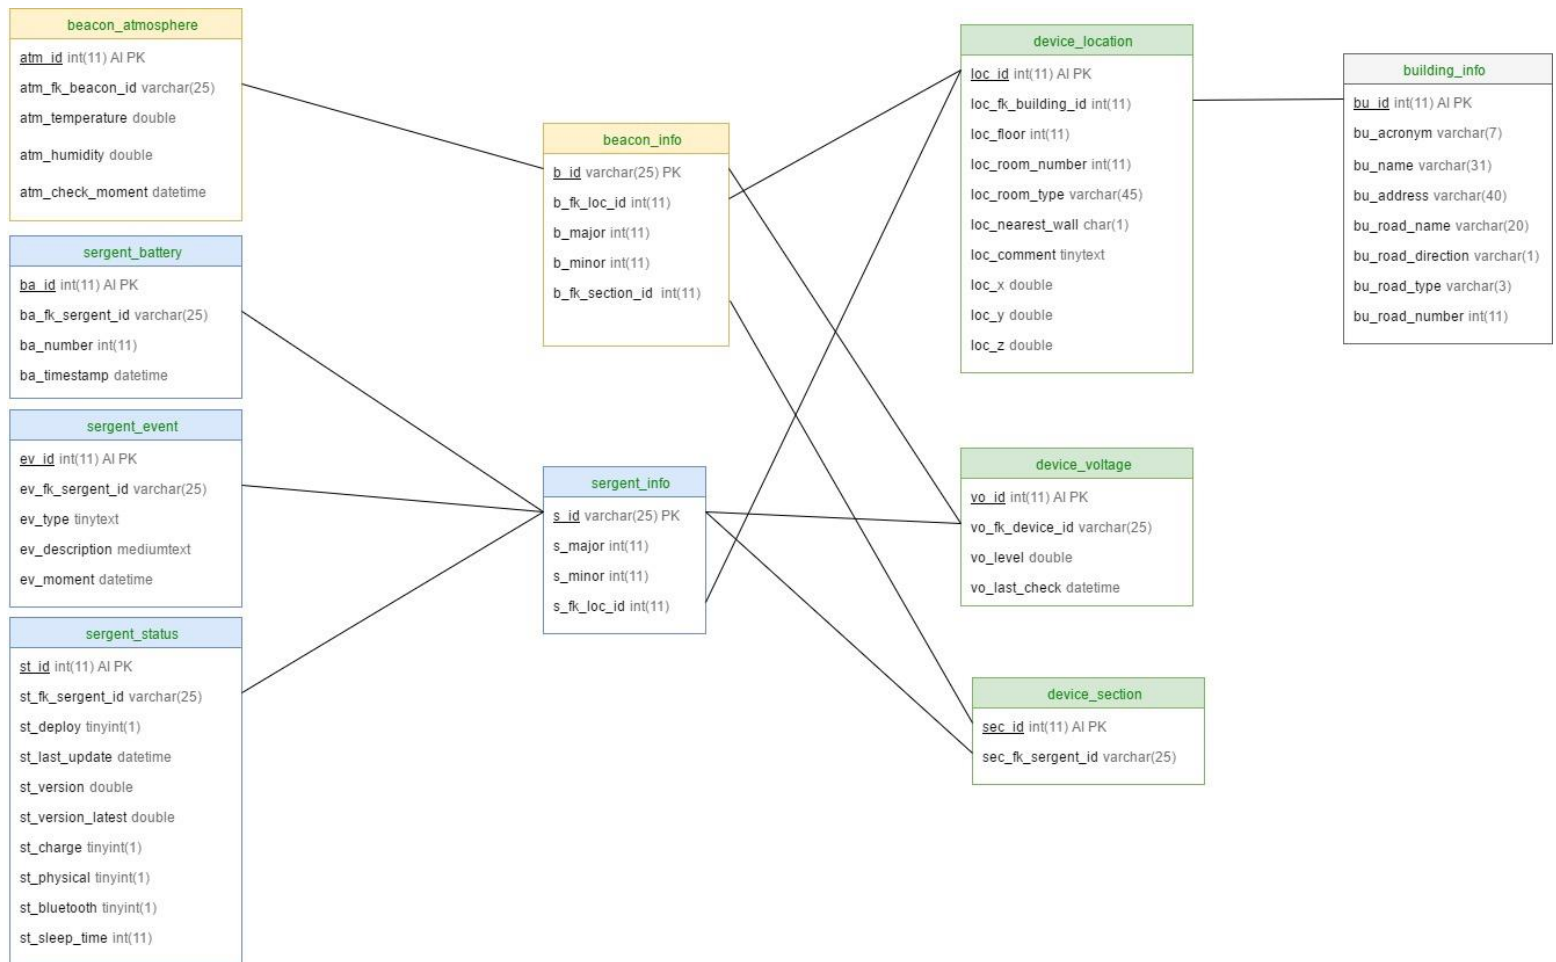 beacon_atmosphere
atm_id int(11) AI PK
atm_fk_beacon_id varchar(25)
atm_temperature double
atm_humidity double
atm_check_moment datetime
sergent_battery
ba_id int(11) AI PK
ba_fk_sergent_id varchar(25)
ba_number int(11)
ba_timestamp datetime
sergent_event
ev_id int(11) AI PK
ev_fk_sergent_id varchar(25)
ev_type tinytext
ev_description mediumtext
ev_moment datetime
sergent_status
st_id int(11) AI PK
st_fk_sergent_id varchar(25)
st_deploy tinyint(1)
st_last_update datetime
st_version double
st_version_latest double
st_charge tinyint(1)
st_physical tinyint(1)
st_bluetooth tinyint(1)
st_sleep_time int(11)
beacon_info
b_id varchar(25) PK
b_fk_loc_id int(11)
b_major int(11)
b_minor int(11)
b_fk_section_id int(11)
sergent_info
s_id varchar(25) PK
s_major int(11)
s_minor int(11)
s_fk_loc_id int(11)
device_location
loc_id int(11) AI PK
loc_fk_building_id int(11)
loc_floor int(11)
loc_room_number int(11)
loc_room_type varchar(45)
loc_nearest_wall char(1)
loc_comment tinytext
loc_x double
loc_y double
loc_z double
device_voltage
vo_id int(11) AI PK
vo_fk_device_id varchar(25)
vo_level double
vo_last_check datetime
device_section
sec_id int(11) AI PK
sec_fk_sergent_id varchar(25)
building_info
bu_id int(11) AI PK
bu_acronym varchar(7)
bu_name varchar(31)
bu_address varchar(40)
bu_road_name varchar(20)
bu_road_direction varchar(1)
bu_road_type varchar(3)
bu_road_number int(11)